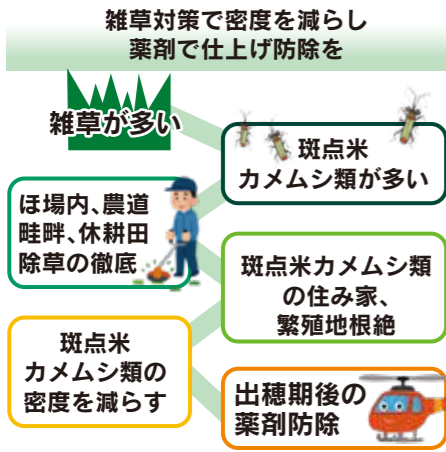 雑草対策で密度を減らし
薬剤で仕上げ防除を
雑草が多い
斑点米
カメムシ類が多い
ほ場内、農道
畦畔、休耕田
除草の徹底
斑点米カメムシ類
の住み家、
繁殖地根絶
斑点米
カメムシ類の
密度を減らす
出穂期後の
薬剤防除